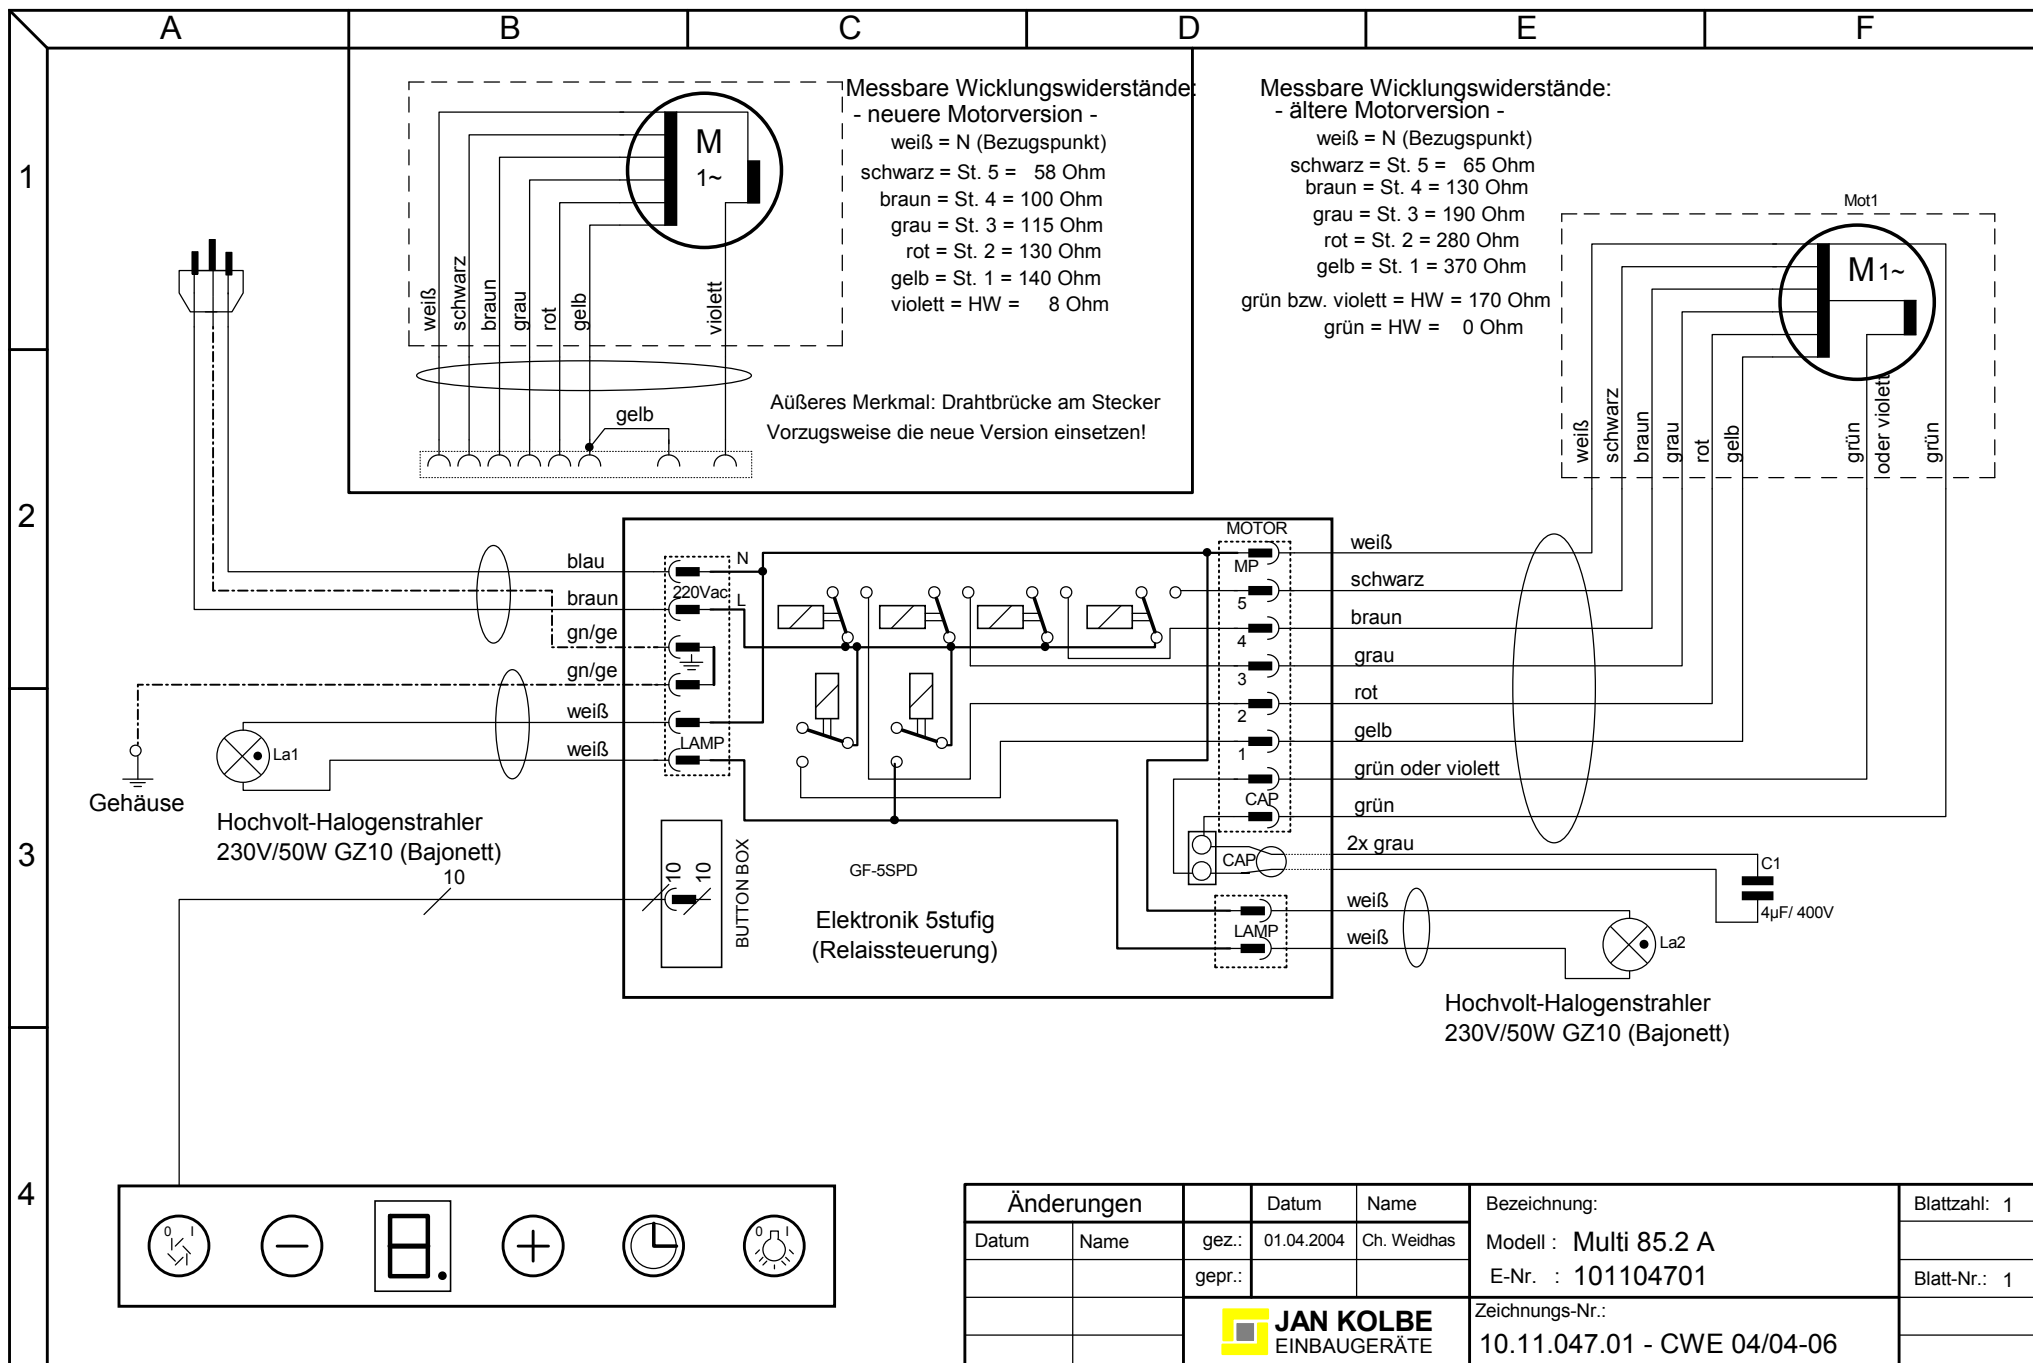 A B C D E F
1
2
3
4
Messbare Wicklungswiderstände:
- neuere Motorversion -
weiß = N (Bezugspunkt)
schwarz = St. 5 = 58 Ohm
braun = St. 4 = 100 Ohm
grau = St. 3 = 115 Ohm
rot = St. 2 = 130 Ohm
gelb = St. 1 = 140 Ohm
violett = HW = 8 Ohm
M
1~
weiß
schwarz
braun
grau
rot
gelb
violett
gelb
Aüßeres Merkmal: Drahtbrücke am Stecker
Vorzugsweise die neue Version einsetzen!
Messbare Wicklungswiderstände:
- ältere Motorversion -
weiß = N (Bezugspunkt)
schwarz = St. 5 = 65 Ohm
braun = St. 4 = 130 Ohm
grau = St. 3 = 190 Ohm
rot = St. 2 = 280 Ohm
gelb = St. 1 = 370 Ohm
grün bzw. violett = HW = 170 Ohm
grün = HW = 0 Ohm
Mot1
M 1~
weiß
schwarz
braun
grau
rot
gelb
grün
oder violett
grün
blau
braun
gn/ge
gn/ge
weiß
weiß
N
220Vac
L
LAMP
La1
Gehäuse
Hochvolt-Halogenstrahler
230V/50W GZ10 (Bajonett)
10
10
10
BUTTON BOX
GF-5SPD
Elektronik 5stufig
(Relaissteuerung)
MOTOR
MP
5
4
3
2
1
CAP
CAP
LAMP
weiß
schwarz
braun
grau
rot
gelb
grün oder violett
grün
2x grau
weiß
weiß
C1
4µF/ 400V
La2
Hochvolt-Halogenstrahler
230V/50W GZ10 (Bajonett)
0 I
0 I
Änderungen
Datum Name
Datum Name
gez.: 01.04.2004 Ch. Weidhas
gepr.:
Bezeichnung:
Modell : Multi 85.2 A
E-Nr. : 101104701
Blattzahl: 1
Blatt-Nr.: 1
JAN KOLBE
EINBAUGERÄTE
Zeichnungs-Nr.:
10.11.047.01 - CWE 04/04-06